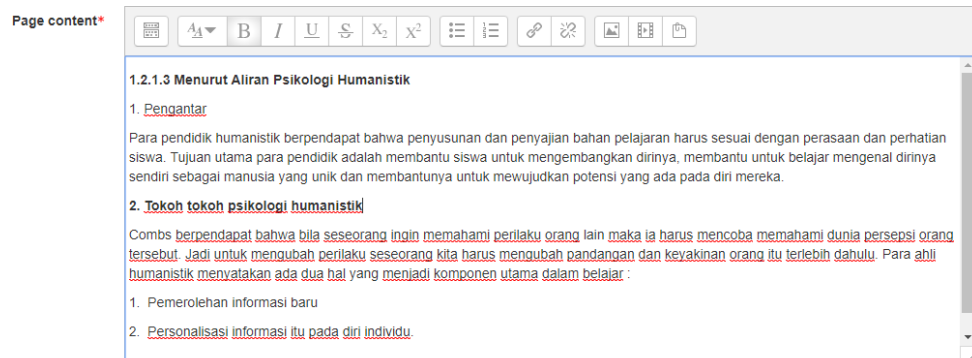 Page content*
B I U S X₂ X²
1.2.1.3 Menurut Aliran Psikologi Humanistik
1. Pengantar
Para pendidik humanistik berpendapat bahwa penyusunan dan penyajian bahan pelajaran harus sesuai dengan perasaan dan perhatian
siswa. Tujuan utama para pendidik adalah membantu siswa untuk mengembangkan dirinya, membantu untuk belajar mengenal dirinya
sendiri sebagai manusia yang unik dan membantunya untuk mewujudkan potensi yang ada pada diri mereka.
2. Tokoh tokoh psikologi humanistik
Combs berpendapat bahwa bila seseorang ingin memahami perilaku orang lain maka ia harus mencoba memahami dunia persepsi orang
tersebut. Jadi untuk mengubah perilaku seseorang kita harus mengubah pandangan dan keyakinan orang itu terlebih dahulu. Para ahli
humanistik menyatakan ada dua hal yang menjadi komponen utama dalam belajar :
1. Pemerolehan informasi baru
2. Personalisasi informasi itu pada diri individu.